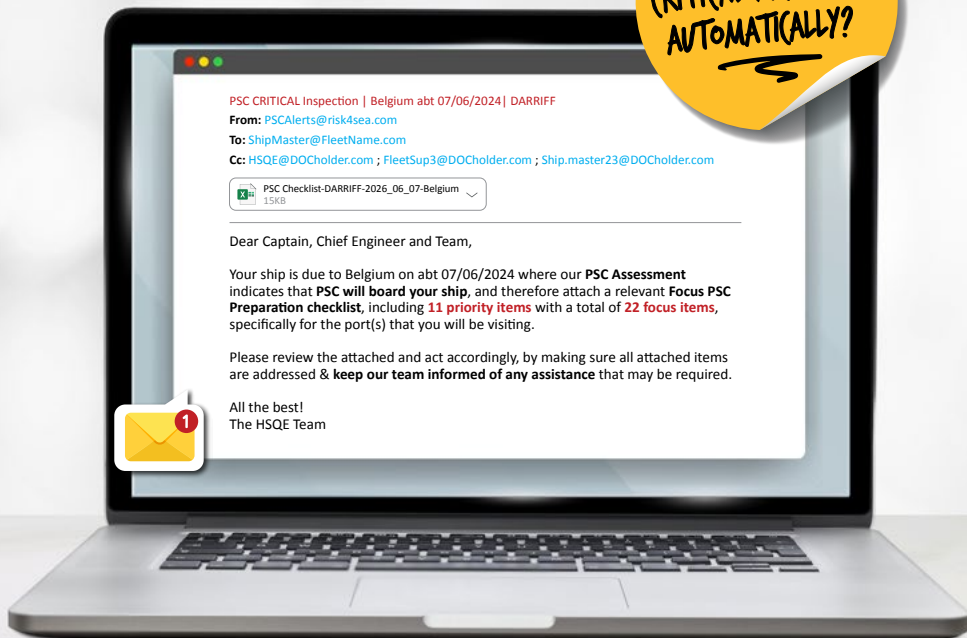 AUTOMATICALLY?
PSC CRITICAL Inspection | Belgium abt 07/06/2024| DARRIFF
From: PSCAlerts@risk4sea.com
To: ShipMaster@FleetName.com
Cc: HSQE@DOCholder.com ; FleetSup3@DOCholder.com ; Ship.master23@DOCholder.com
PSC Checklist-DARRIFF-2026_06_07-Belgium
15KB
Dear Captain, Chief Engineer and Team,
Your ship is due to Belgium on abt 07/06/2024 where our PSC Assessment
indicates that PSC will board your ship, and therefore attach a relevant Focus PSC
Preparation checklist, including 11 priority items with a total of 22 focus items,
specifically for the port(s) that you will be visiting.
Please review the attached and act accordingly, by making sure all attached items
are addressed & keep our team informed of any assistance that may be required.
All the best!
The HSQE Team
1